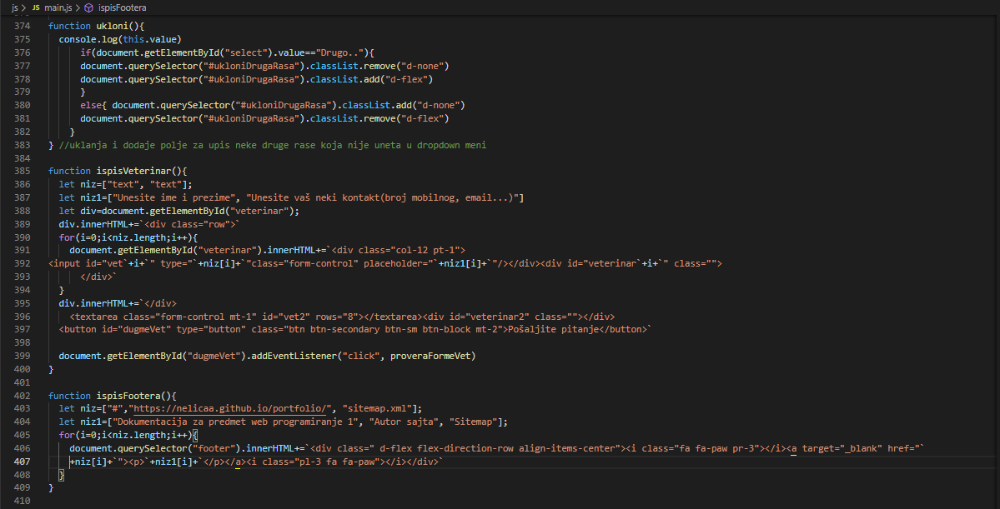 js > JS main.js > ispisFootera
374 function ukloni(){
375 console.log(this.value)
376 if(document.getElementById("select").value=="Drugo.."){
377 document.querySelector("#ukloniDrugaRasa").classList.remove("d-none")
378 document.querySelector("#ukloniDrugaRasa").classList.add("d-flex")
379 }
380 else{ document.querySelector("#ukloniDrugaRasa").classList.add("d-none")
381 document.querySelector("#ukloniDrugaRasa").classList.remove("d-flex")
382 }
383 } //uklanja i dodaje polje za upis neke druge rase koja nije uneta u dropdown meni
384
385 function ispisVeterinar(){
386 let niz=["text", "text"];
387 let niz1=["Unesite ime i prezime", "Unesite vaš neki kontakt(broj mobilnog, email...)"]
388 let div=document.getElementById("veterinar");
389 div.innerHTML+=`<div class="row">`
390 for(i=0;i<niz.length;i++){
391 document.getElementById("veterinar").innerHTML+=`<div class="col-12 pt-1">
392 <input id="vet`+i+`" type="`+niz[i]+`"class="form-control" placeholder="`+niz1[i]+`"/></div><div id="veterinar`+i+`" class="">
393 </div>`
394 }
395 div.innerHTML+=`</div>
396 <textarea class="form-control mt-1" id="vet2" rows="8"></textarea><div id="veterinar2" class=""></div>
397 <button id="dugmeVet" type="button" class="btn btn-secondary btn-sm btn-block mt-2">Pošaljite pitanje</button>`
398
399 document.getElementById("dugmeVet").addEventListener("click", proveraFormeVet)
400 }
401
402 function ispisFootera(){
403 let niz=["#","https://nelicaa.github.io/portfolio/", "sitemap.xml"];
404 let niz1=["Dokumentacija za predmet web programiranje 1", "Autor sajta", "Sitemap"];
405 for(i=0;i<niz.length;i++){
406 document.querySelector("footer").innerHTML+=`<div class=" d-flex flex-direction-row align-items-center"><i class="fa fa-paw pr-3"></i><a target="_blank" href="`
407 +niz[i]+`"><p>`+niz1[i]+`</p></a><i class="pl-3 fa fa-paw"></i></div>`
408 }
409 }
410